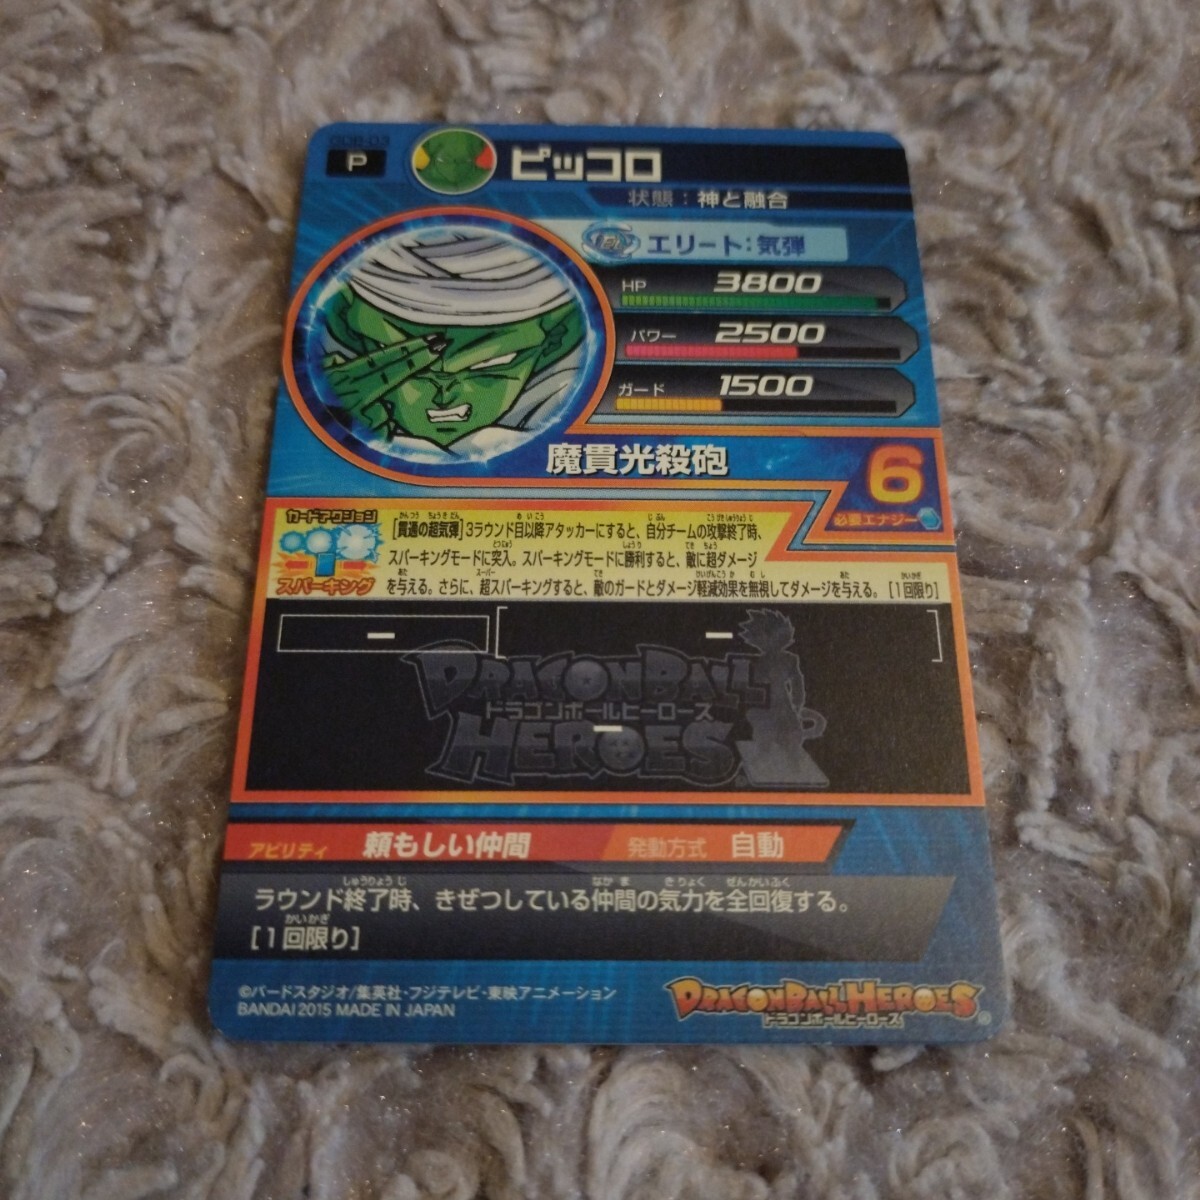 GDB-03
P
ピッコロ
状態：神と融合
エリート：気弾
HP 3800
パワー 2500
ガード 1500
魔貫光殺砲
6
必要エナジー
カードアクション
スパーキング
[貫通の超気弾]3ラウンド目以降アタッカーにすると、自分チームの攻撃終了時、
スパーキングモードに突入。スパーキングモードに勝利すると、敵に超ダメージ
を与える。さらに、超スパーキングすると、敵のガードとダメージ軽減効果を無視してダメージを与える。[1回限り]
ー
ー
DRAGONBALL
ドラゴンボールヒーローズ
ー
HEROES
アビリティ 頼もしい仲間 発動方式 自動
ラウンド終了時、きぜつしている仲間の気力を全回復する。
[1回限り]
©バードスタジオ/集英社・フジテレビ・東映アニメーション
BANDAI 2015 MADE IN JAPAN
DRAGONBALL HEROES
ドラゴンボールヒーローズ